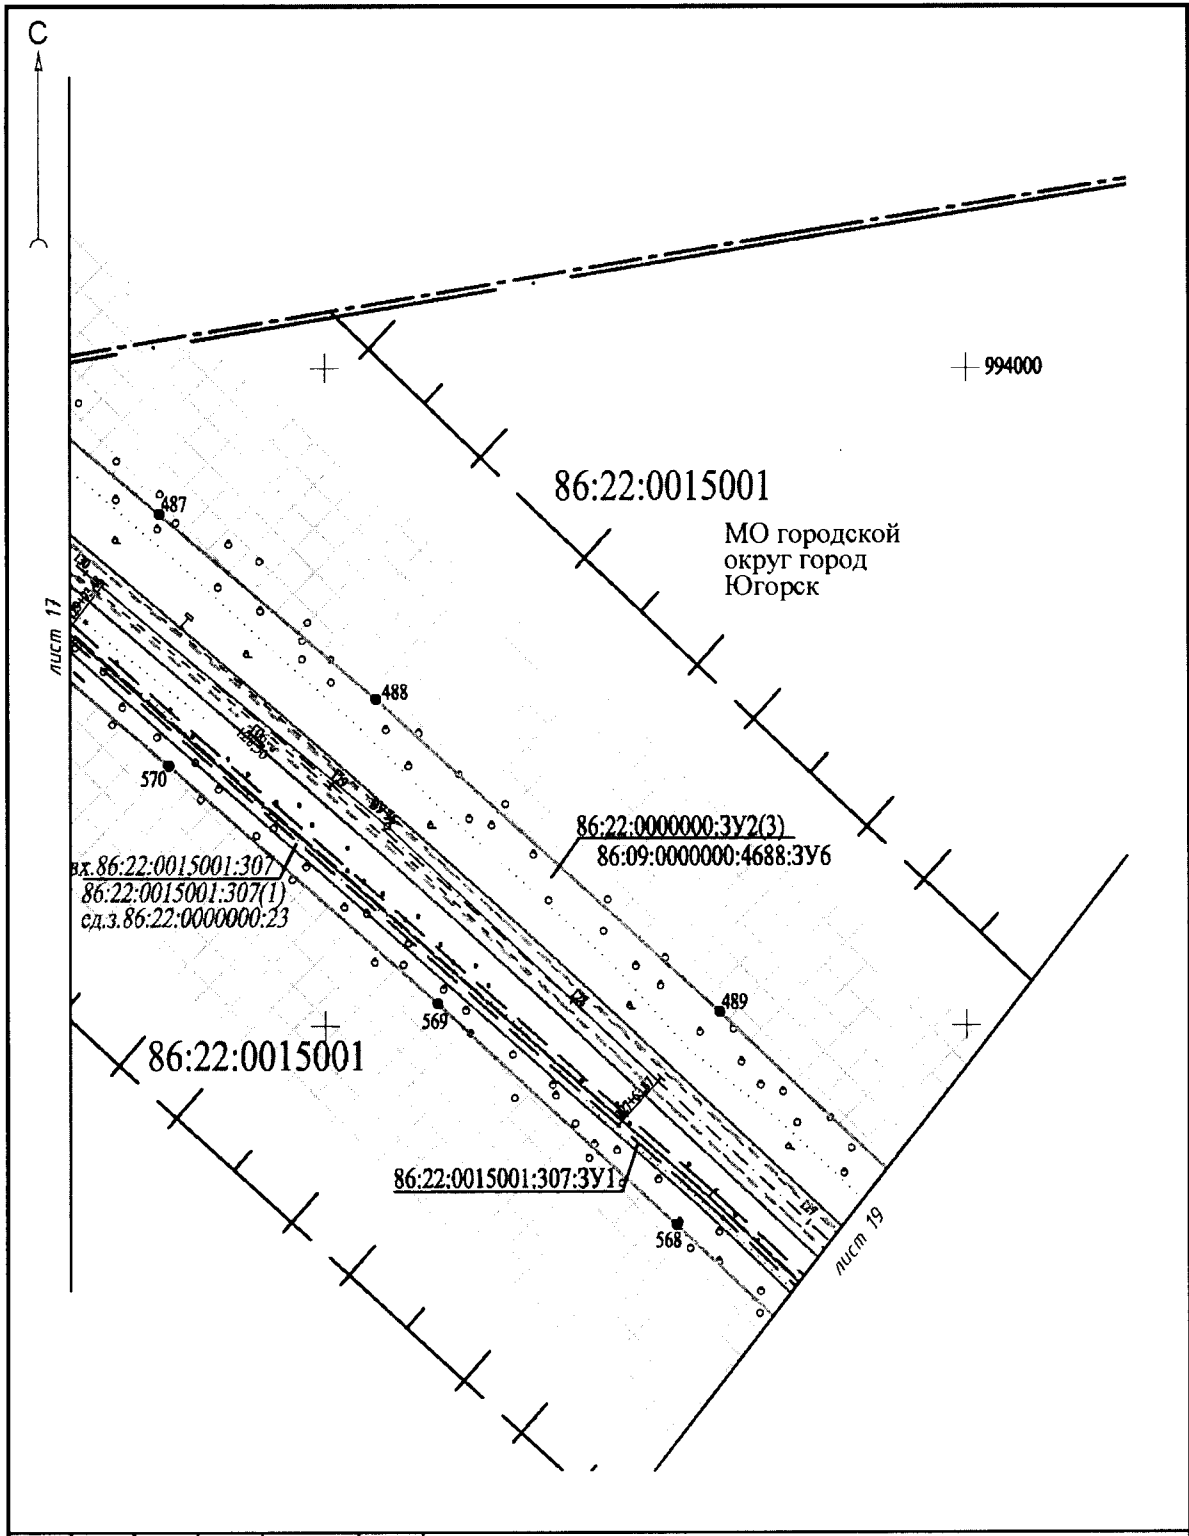 С
994000
86:22:0015001
МО городской
округ город
Югорск
487
лист 17
488
570
86:22:0000000:ЗУ2(3)
86:09:0000000:4688:ЗУ6
вх.86:22:0015001:307
86:22:0015001:307(1)
сд.з.86:22:0000000:23
489
569
86:22:0015001
86:22:0015001:307:ЗУ1
568
лист 19